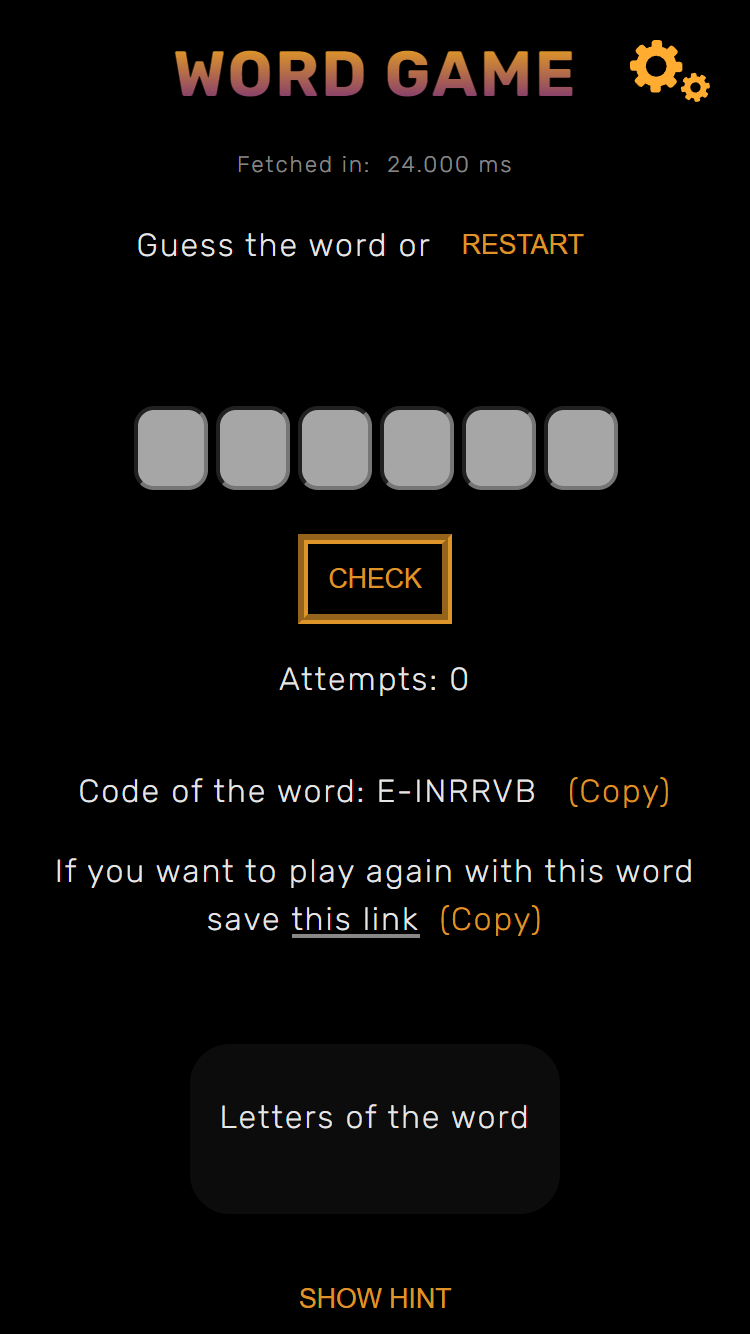 WORD GAME
Fetched in: 24.000 ms
Guess the word or RESTART
CHECK
Attempts: 0
Code of the word: E-INRRVB (Copy)
If you want to play again with this word
save this link (Copy)
Letters of the word
SHOW HINT